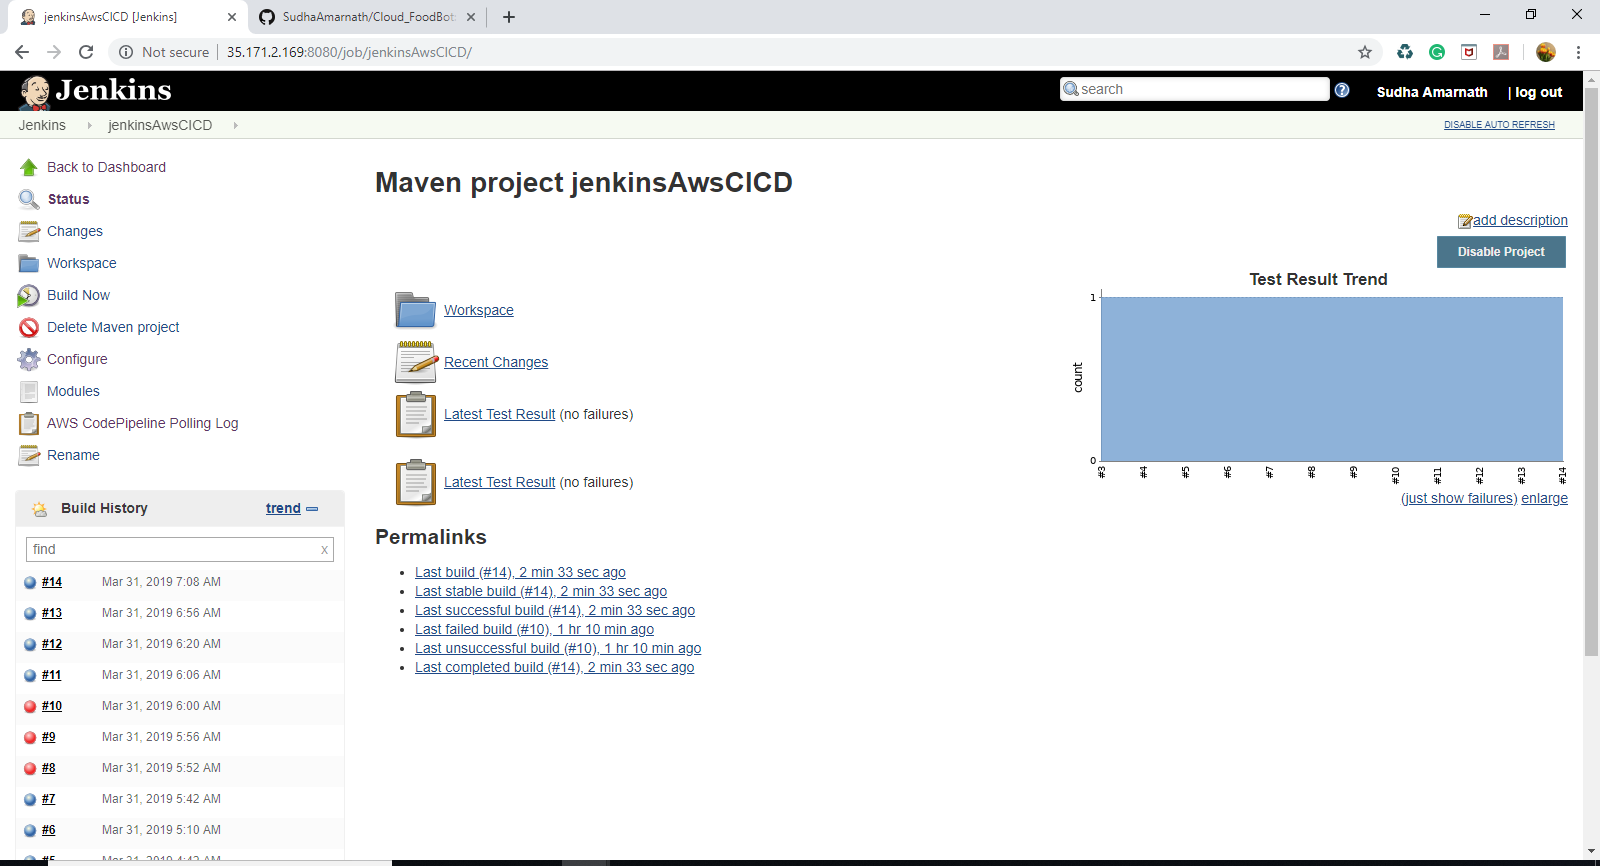 jenkinsAwsCICD [Jenkins]
SudhaAmarnath/Cloud_FoodBot
Not secure
35.171.2.169:8080/job/jenkinsAwsCICD/
Jenkins
search
Sudha Amarnath
| log out
Jenkins
jenkinsAwsCICD
DISABLE AUTO REFRESH
Back to Dashboard
Status
Changes
Workspace
Build Now
Delete Maven project
Configure
Modules
AWS CodePipeline Polling Log
Rename
Build History
trend
find
x
#14 Mar 31, 2019 7:08 AM
#13 Mar 31, 2019 6:56 AM
#12 Mar 31, 2019 6:20 AM
#11 Mar 31, 2019 6:06 AM
#10 Mar 31, 2019 6:00 AM
#9 Mar 31, 2019 5:56 AM
#8 Mar 31, 2019 5:52 AM
#7 Mar 31, 2019 5:42 AM
#6 Mar 31, 2019 5:10 AM
Maven project jenkinsAwsCICD
add description
Disable Project
Workspace
Recent Changes
Latest Test Result (no failures)
Latest Test Result (no failures)
Permalinks
Last build (#14), 2 min 33 sec ago
Last stable build (#14), 2 min 33 sec ago
Last successful build (#14), 2 min 33 sec ago
Last failed build (#10), 1 hr 10 min ago
Last unsuccessful build (#10), 1 hr 10 min ago
Last completed build (#14), 2 min 33 sec ago
Test Result Trend
1
count
0
#3 #4 #5 #6 #7 #8 #9 #10 #11 #12 #13 #14
(just show failures) enlarge